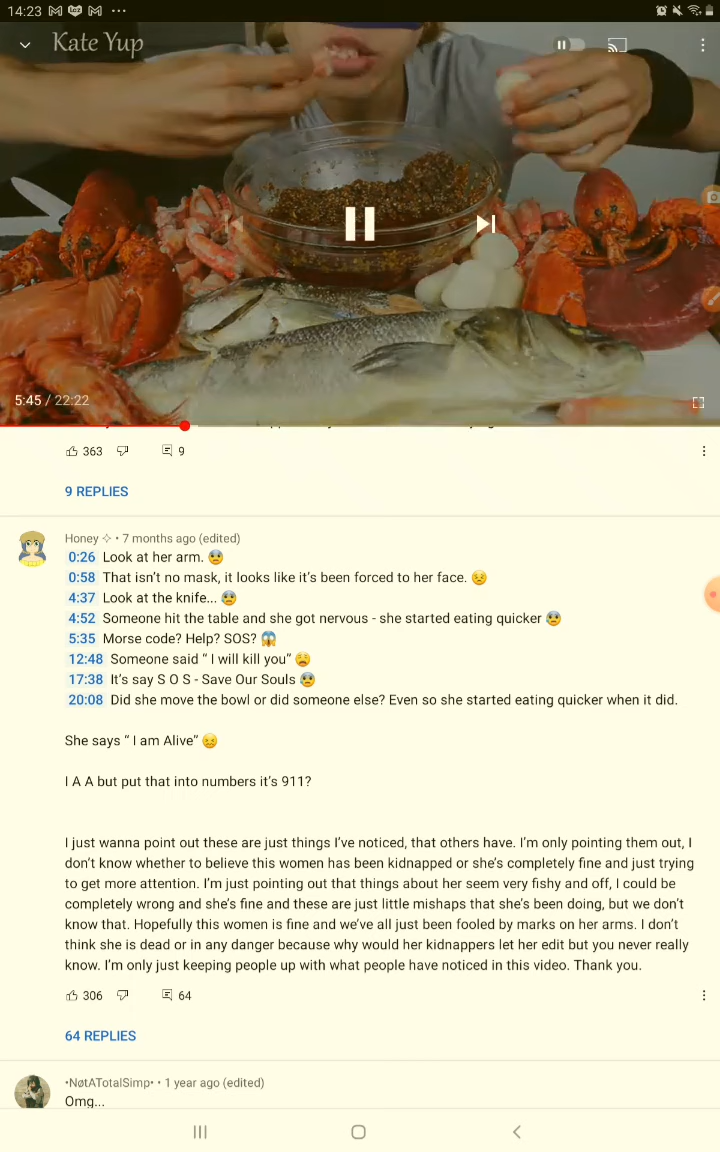 14:23
Kate Yup
5:45 / 22:22
363
9
9 REPLIES
Honey ✧ • 7 months ago (edited)
0:26 Look at her arm. 😰
0:58 That isn't no mask, it looks like it's been forced to her face. 😣
4:37 Look at the knife... 😰
4:52 Someone hit the table and she got nervous - she started eating quicker 😰
5:35 Morse code? Help? SOS? 😱
12:48 Someone said “ I will kill you” 😩
17:38 It's say S O S - Save Our Souls 😰
20:08 Did she move the bowl or did someone else? Even so she started eating quicker when it did.
She says “ I am Alive” 😖
I A A but put that into numbers it's 911?
I just wanna point out these are just things I've noticed, that others have. I'm only pointing them out, I
don't know whether to believe this women has been kidnapped or she's completely fine and just trying
to get more attention. I'm just pointing out that things about her seem very fishy and off, I could be
completely wrong and she's fine and these are just little mishaps that she's been doing, but we don't
know that. Hopefully this women is fine and we've all just been fooled by marks on her arms. I don't
think she is dead or in any danger because why would her kidnappers let her edit but you never really
know. I'm only just keeping people up with what people have noticed in this video. Thank you.
306
64
64 REPLIES
•NøtATotalSimp• • 1 year ago (edited)
Omg...